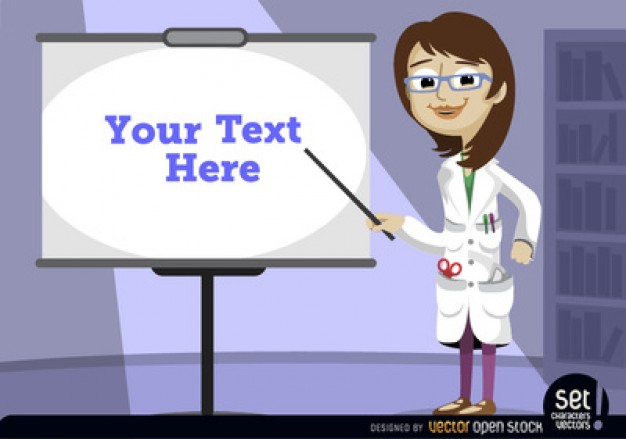 Your Text
Here
SET
CHARACTERS
VECTORS!
DESIGNED BY vector open stock